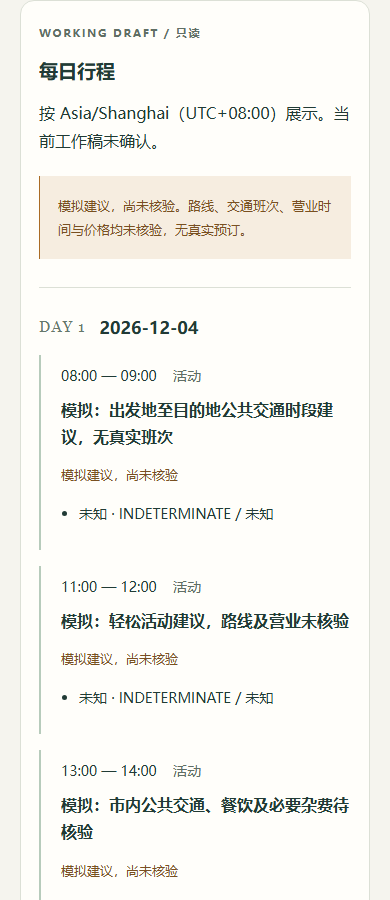 WORKING DRAFT / 只读
每日行程
按 Asia/Shanghai（UTC+08:00）展示。当
前工作稿未确认。
模拟建议，尚未核验。路线、交通班次、营业时
间与价格均未核验，无真实预订。
DAY 1 2026-12-04
08:00 — 09:00 活动
模拟：出发地至目的地公共交通时段建
议，无真实班次
模拟建议，尚未核验
• 未知 · INDETERMINATE / 未知
11:00 — 12:00 活动
模拟：轻松活动建议，路线及营业未核验
模拟建议，尚未核验
• 未知 · INDETERMINATE / 未知
13:00 — 14:00 活动
模拟：市内公共交通、餐饮及必要杂费待
核验
模拟建议，尚未核验